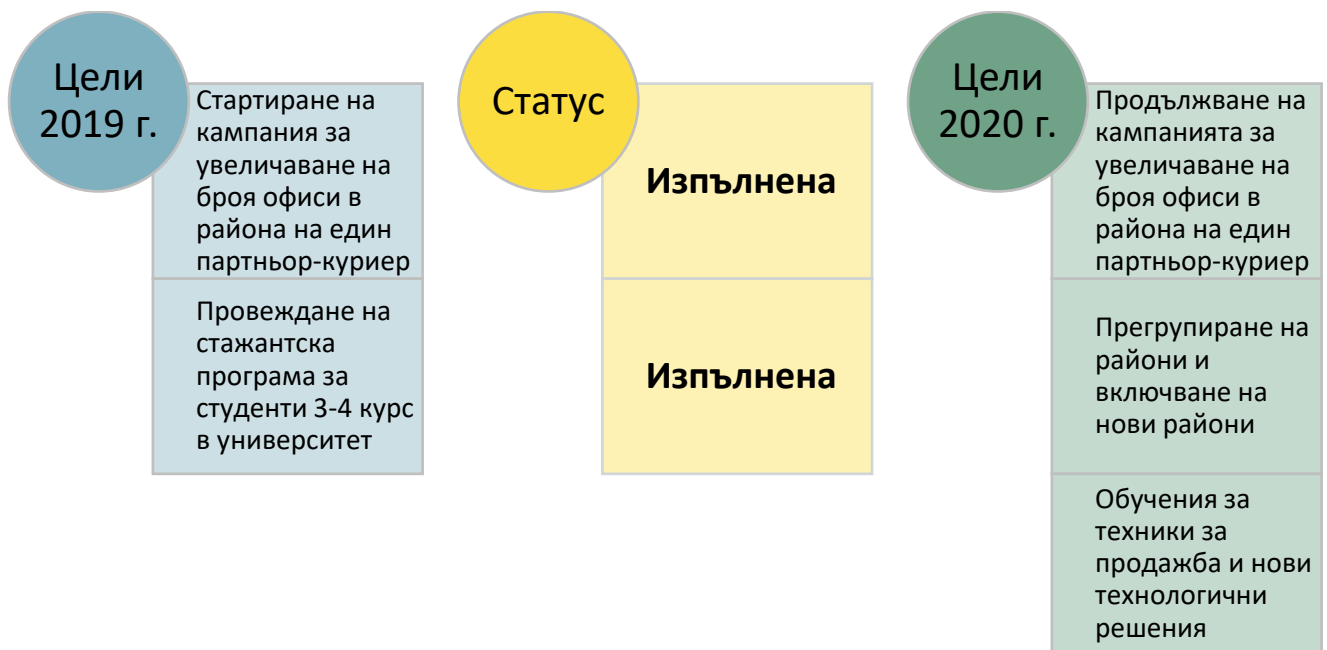 Цели
2019 г.
Стартиране на
кампания за
увеличаване на
броя офиси в
района на един
партньор-куриер
Провеждане на
стажантска
програма за
студенти 3-4 курс
в университет
Статус
Изпълнена
Изпълнена
Цели
2020 г.
Продължване на
кампанията за
увеличаване на
броя офиси в
района на един
партньор-куриер
Прегрупиране на
райони и
включване на
нови райони
Обучения за
техники за
продажба и нови
технологични
решения